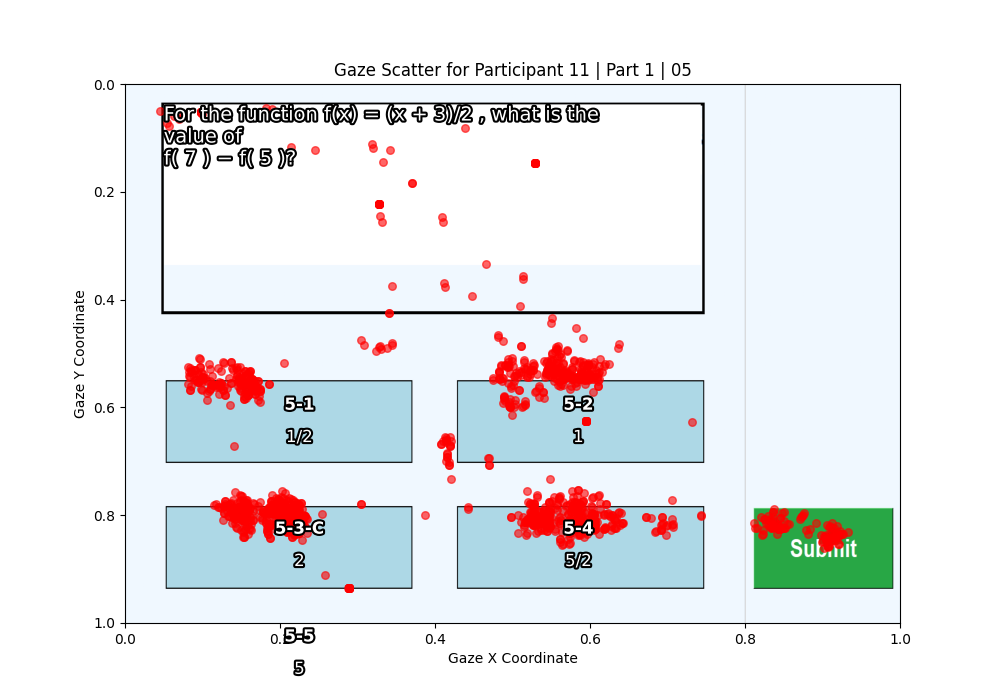 Gaze Scatter for Participant 11 | Part 1 | 05
0.0
0.2
0.4
0.6
0.8
1.0
Gaze Y Coordinate
For the function f(x) = (x + 3)/2 , what is the
value of
f( 7 ) − f( 5 )?
5-1
1/2
5-2
1
5-3-C
2
5-4
5/2
Submit
0.0
0.2
0.4
0.6
0.8
1.0
5-5
5
Gaze X Coordinate